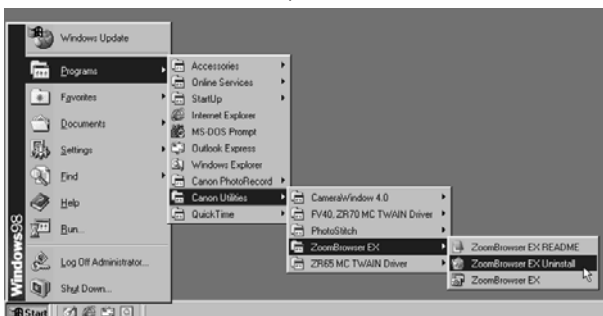 Windows Update
Programs
Favorites
Documents
Settings
Find
Help
Run...
Log Off Administrator...
Shut Down...
Windows98
Start
Accessories
Online Services
StartUp
Internet Explorer
MS-DOS Prompt
Outlook Express
Windows Explorer
Canon PhotoRecord
Canon Utilities
QuickTime
CameraWindow 4.0
FV40, ZR70 MC TWAIN Driver
PhotoStitch
ZoomBrowser EX
ZR65 MC TWAIN Driver
ZoomBrowser EX README
ZoomBrowser EX Uninstall
ZoomBrowser EX